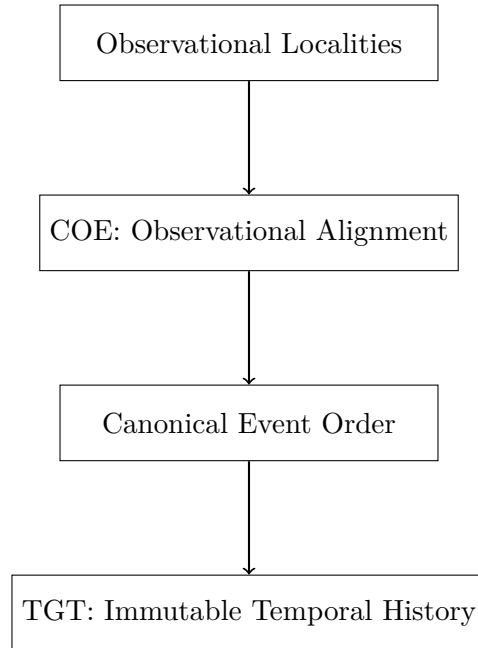 Observational Localities
COE: Observational Alignment
Canonical Event Order
TGT: Immutable Temporal History